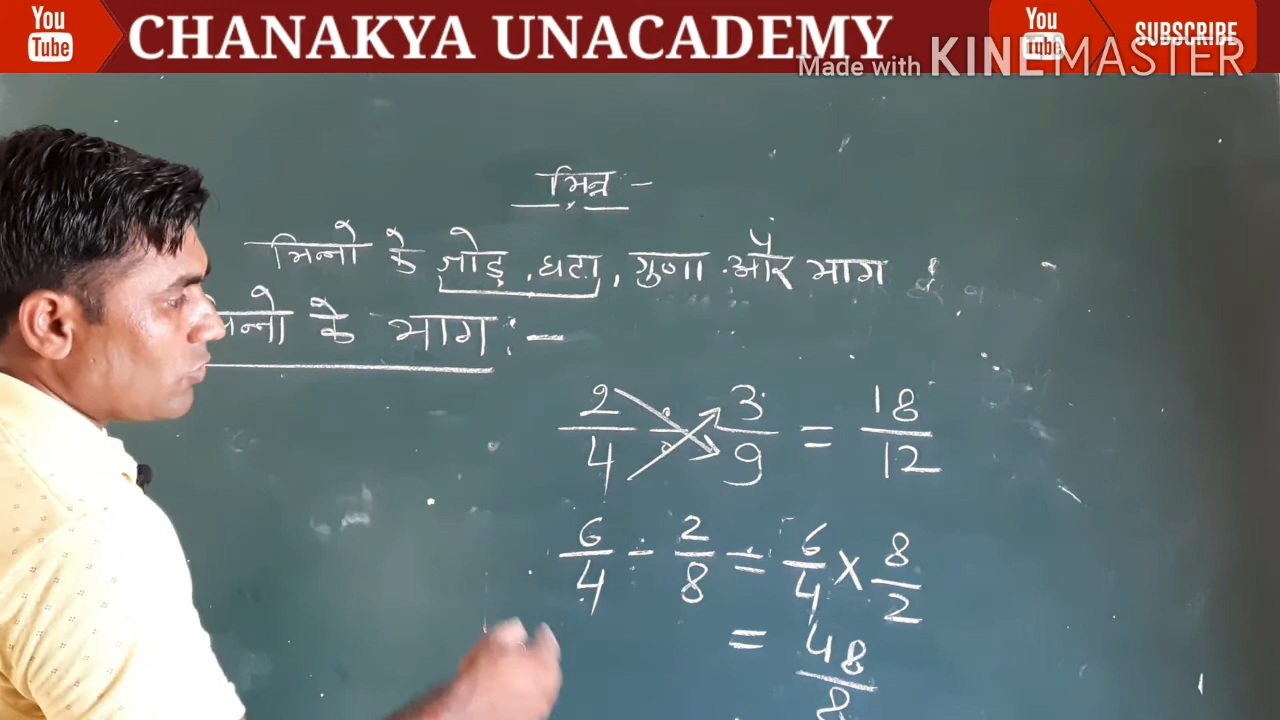 You Tube CHANAKYA UNACADEMY You Tube SUBSCRIBE
Made with KINEMASTER
भिन्न :-
भिन्नो के जोड़, घटा, गुणा और भाग
भिन्नो के भाग :-
2/4 ÷ 3/9 = 18/12
6/4 ÷ 2/8 = 6/4 × 8/2
= 48/8